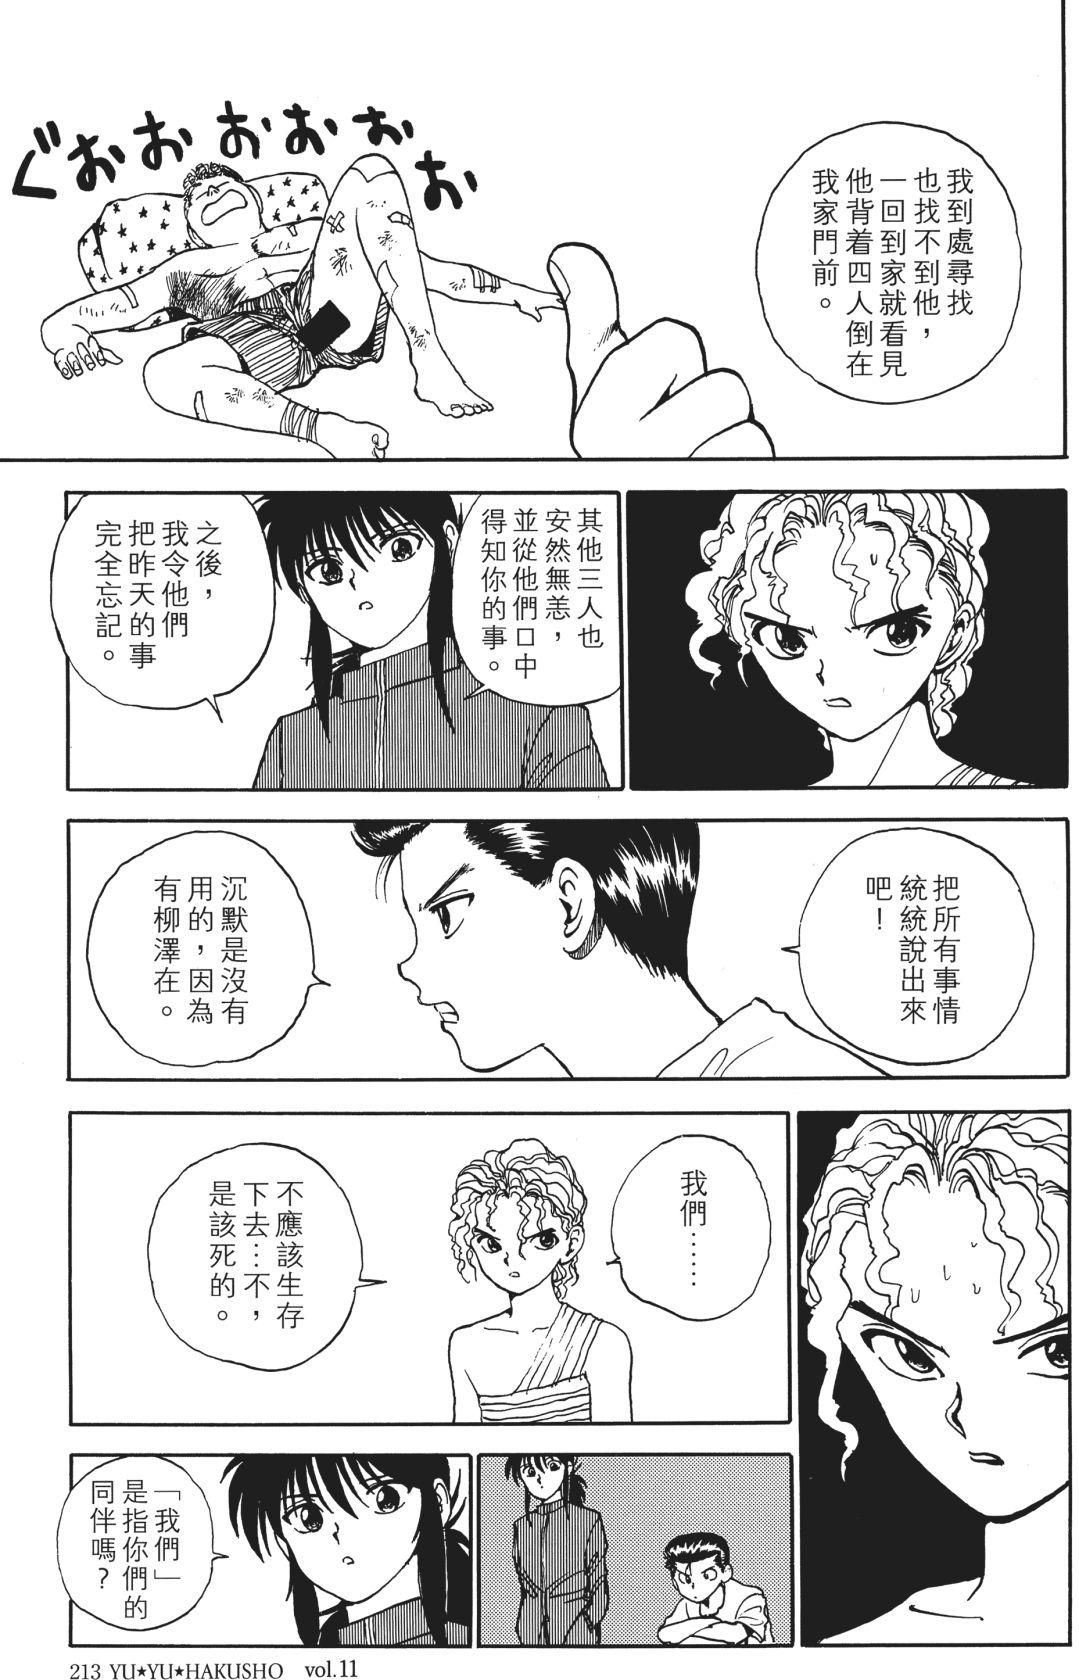 我到處尋找
也找不到他，
一回到家就看見
他背着四人倒在
我家門前。
ぐおおおおおお
其他三人也
安然無恙，
並從他們口中
得知你的事。
之後，
我令他們
把昨天的事
完全忘記。
把所有事情
統統說出來
吧！
沉默是沒有
用的，因為
有柳澤在。
我們……
不應該生存
下去…不，
是該死的。
「我們」
是指你們的
同伴嗎？
213 YU★YU★HAKUSHO vol.11